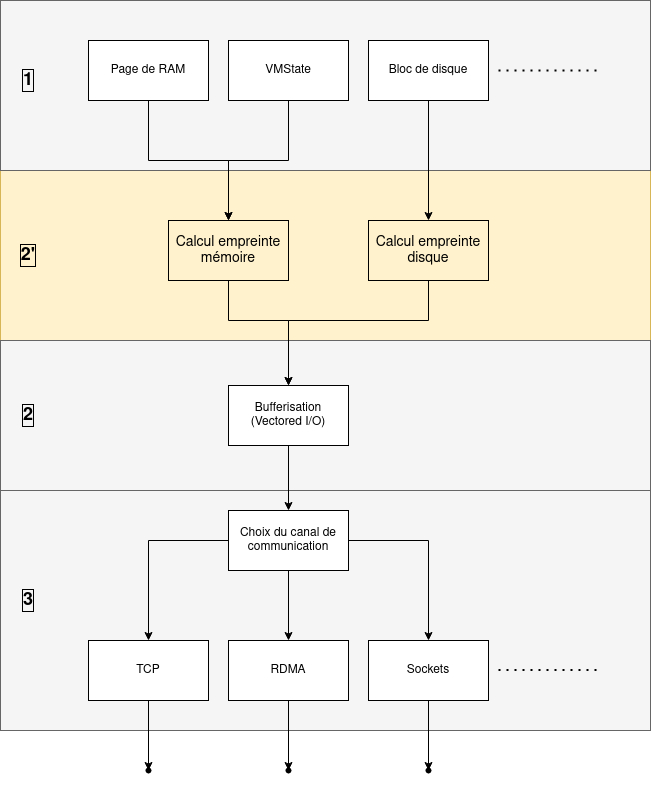 1
Page de RAM
VMState
Bloc de disque
2'
Calcul empreinte
mémoire
Calcul empreinte
disque
2
Bufferisation
(Vectored I/O)
3
Choix du canal de
communication
TCP
RDMA
Sockets